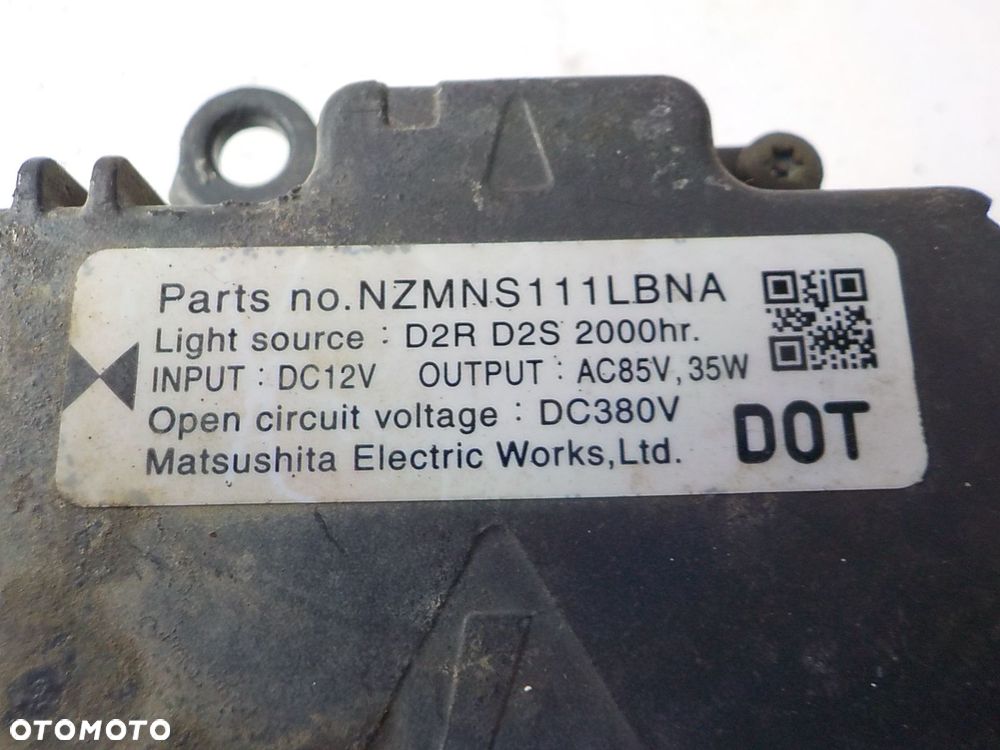 Parts no.NZMNS111LBNA
Light source : D2R D2S 2000hr.
INPUT : DC12V OUTPUT : AC85V, 35W
Open circuit voltage : DC380V
Matsushita Electric Works,Ltd.
DOT
OTOMOTO